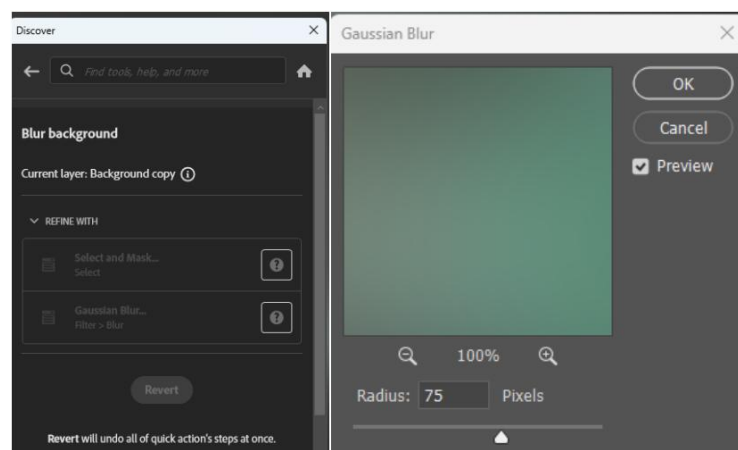 Discover
Find tools, help, and more
Blur background
Current layer: Background copy
REFINE WITH
Select and Mask...
Select
Gaussian Blur...
Filter > Blur
Revert
Revert will undo all of quick action's steps at once.
Gaussian Blur
OK
Cancel
Preview
100%
Radius: 75 Pixels